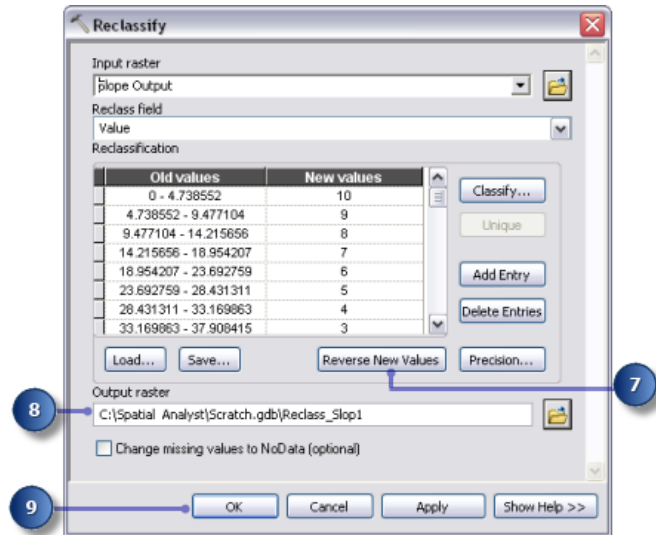 Reclassify
Input raster
Slope Output
Reclass field
Value
Reclassification
Old values New values
0 - 4.738552 10
4.738552 - 9.477104 9
9.477104 - 14.215656 8
14.215656 - 18.954207 7
18.954207 - 23.692759 6
23.692759 - 28.431311 5
28.431311 - 33.169863 4
33.169863 - 37.908415 3
Classify...
Unique
Add Entry
Delete Entries
Load... Save... Reverse New Values Precision...
7
Output raster
8
C:\Spatial Analyst\Scratch.gdb\Reclass_Slop1
Change missing values to NoData (optional)
9
OK Cancel Apply Show Help >>